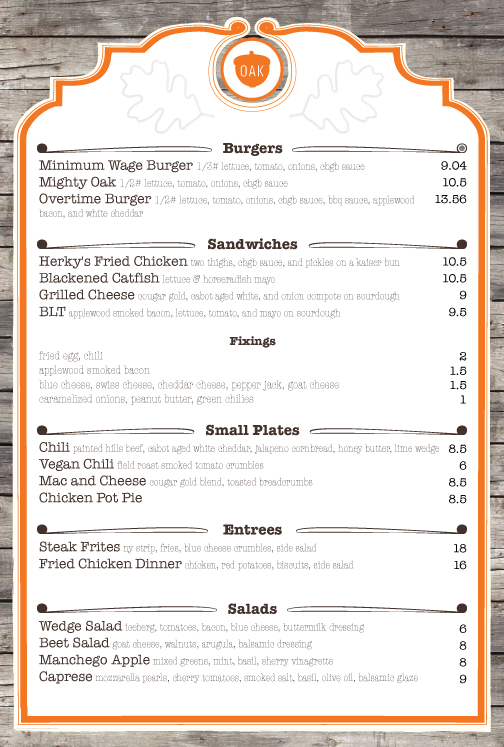 OAK
Burgers
Minimum Wage Burger 1/3# lettuce, tomato, onions, cbgb sauce 9.04
Mighty Oak 1/2# lettuce, tomato, onions, cbgb sauce 10.5
Overtime Burger 1/2# lettuce, tomato, onions, cbgb sauce, bbq sauce, applewood 13.56
bacon, and white cheddar
Sandwiches
Herky's Fried Chicken two thighs, cbgb sauce, and pickles on a kaiser bun 10.5
Blackened Catfish lettuce & horseradish mayo 10.5
Grilled Cheese cougar gold, cabot aged white, and onion compote on sourdough 9
BLT applewood smoked bacon, lettuce, tomato, and mayo on sourdough 9.5
Fixings
fried egg, chili 2
applewood smoked bacon 1.5
blue cheese, swiss cheese, cheddar cheese, pepper jack, goat cheese 1.5
caramelized onions, peanut butter, green chilies 1
Small Plates
Chili painted hills beef, cabot aged white cheddar, jalapeno cornbread, honey butter, lime wedge 8.5
Vegan Chili field roast smoked tomato crumbles 6
Mac and Cheese cougar gold blend, toasted breadcrumbs 8.5
Chicken Pot Pie 8.5
Entrees
Steak Frites ny strip, fries, blue cheese crumbles, side salad 18
Fried Chicken Dinner chicken, red potatoes, biscuits, side salad 16
Salads
Wedge Salad iceberg, tomatoes, bacon, blue cheese, buttermilk dressing 6
Beet Salad goat cheese, walnuts, arugula, balsamic dressing 8
Manchego Apple mixed greens, mint, basil, sherry vinagrette 8
Caprese mozzarella pearls, cherry tomatoes, smoked salt, basil, olive oil, balsamic glaze 9